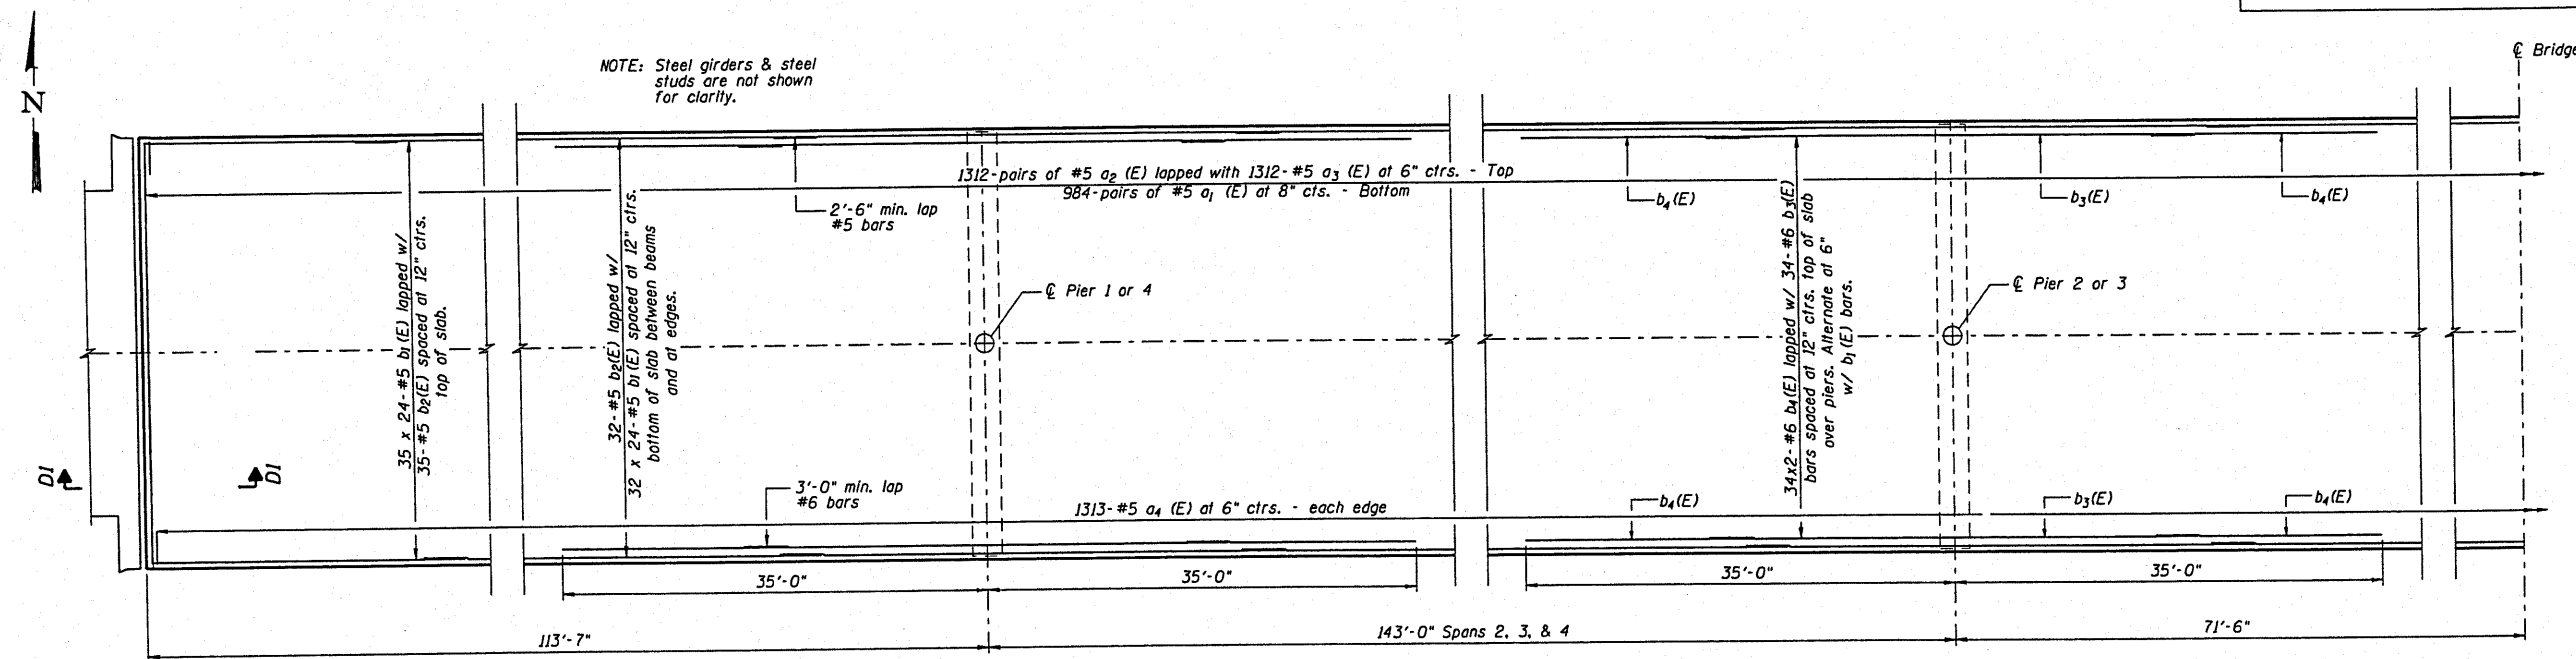 ℄ Bridge
N
NOTE: Steel girders & steel
studs are not shown
for clarity.
1312-pairs of #5 a2 (E) lapped with 1312-#5 a3 (E) at 6" ctrs. - Top
984-pairs of #5 a1 (E) at 8" cts. - Bottom
2'-6" min. lap
#5 bars
b4(E)
b3(E)
b4(E)
35 x 24-#5 b1(E) lapped w/
35-#5 b2(E) spaced at 12" ctrs.
top of slab.
32-#5 b2(E) lapped w/
32 x 24-#5 b1(E) spaced at 12" ctrs.
bottom of slab between beams
and at edges.
℄ Pier 1 or 4
34x2-#6 b4(E) lapped w/ 34-#6 b3(E)
bars spaced at 12" ctrs. top of slab
over piers. Alternate at 6"
w/ b1(E) bars.
℄ Pier 2 or 3
D1
D1
3'-0" min. lap
#6 bars
1313-#5 a4 (E) at 6" ctrs. - each edge
b4(E)
b3(E)
b4(E)
35'-0"
35'-0"
35'-0"
35'-0"
113'-7"
143'-0" Spans 2, 3, & 4
71'-6"